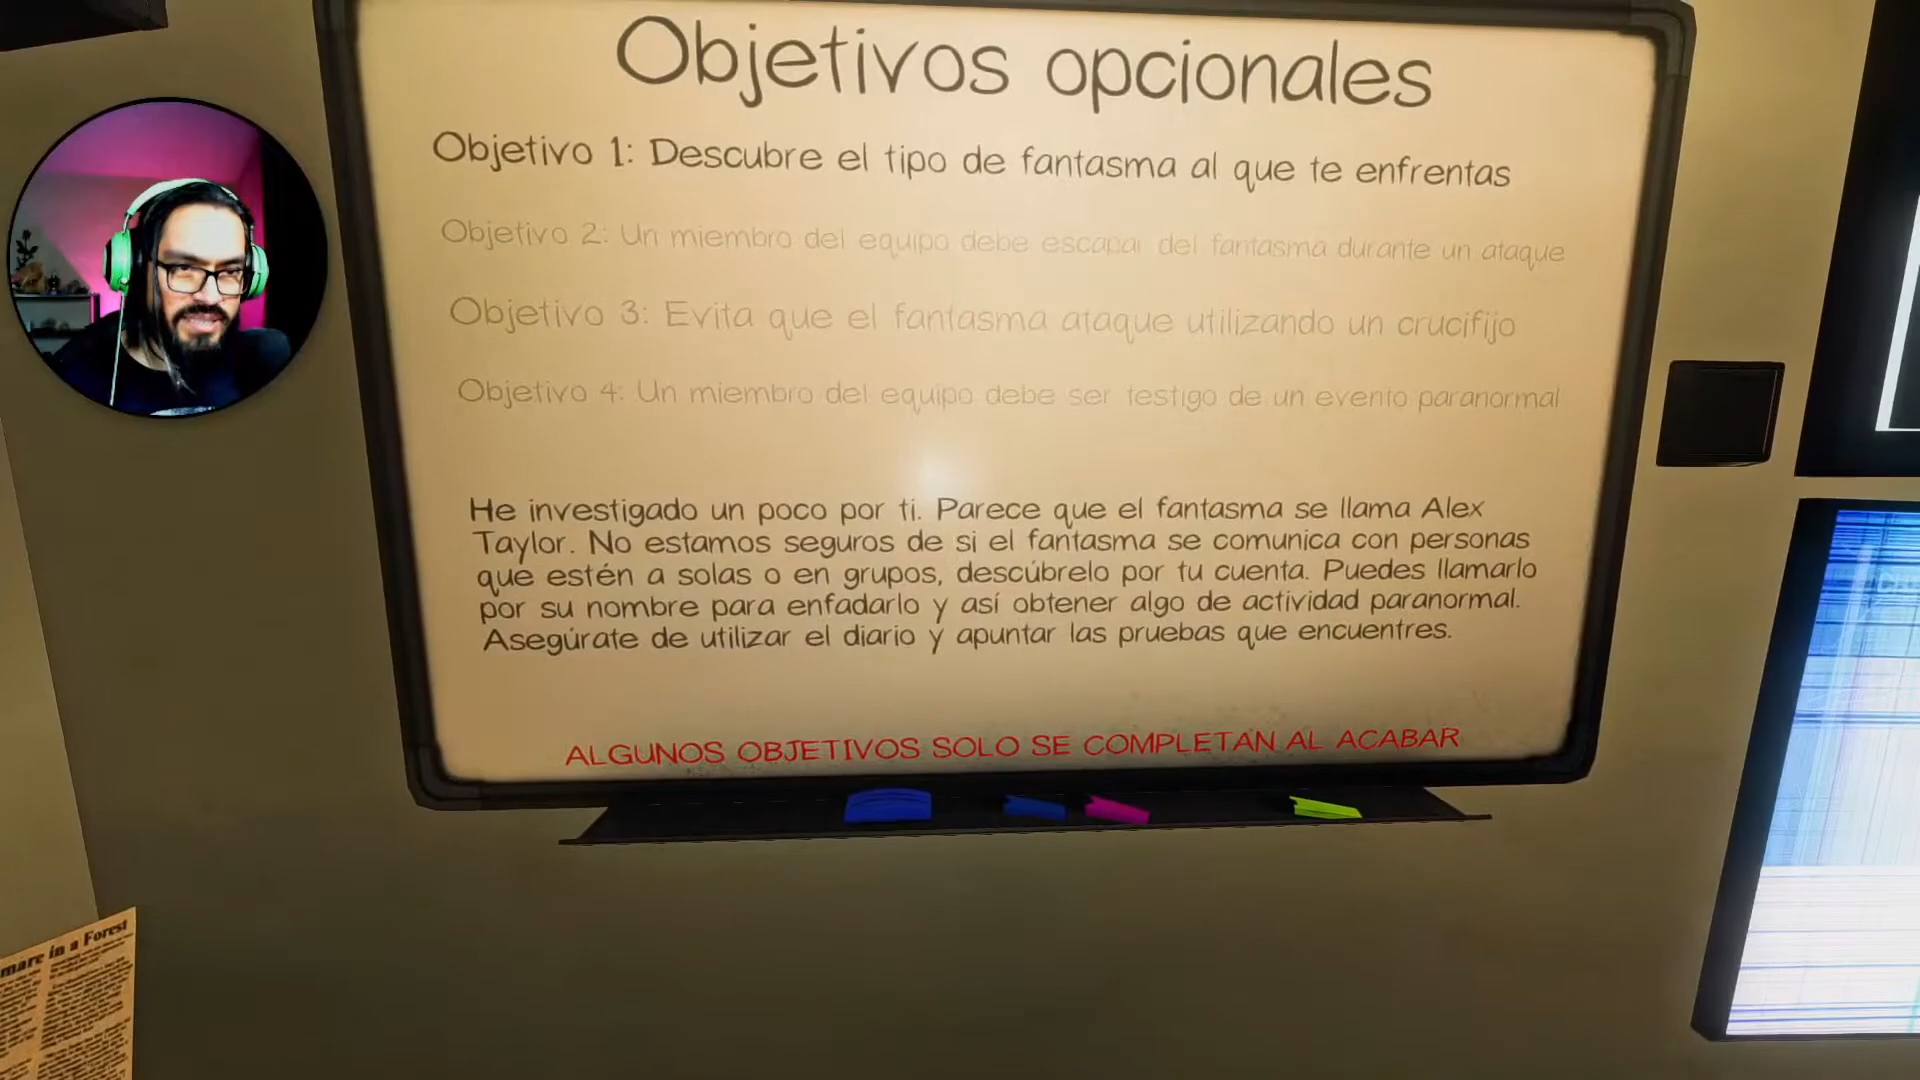 Objetivos opcionales
Objetivo 1: Descubre el tipo de fantasma al que te enfrentas
Objetivo 2: Un miembro del equipo debe escapar del fantasma durante un ataque
Objetivo 3: Evita que el fantasma ataque utilizando un crucifijo
Objetivo 4: Un miembro del equipo debe ser testigo de un evento paranormal
He investigado un poco por ti. Parece que el fantasma se llama Alex
Taylor. No estamos seguros de si el fantasma se comunica con personas
que estén a solas o en grupos, descúbrelo por tu cuenta. Puedes llamarlo
por su nombre para enfadarlo y así obtener algo de actividad paranormal.
Asegúrate de utilizar el diario y apuntar las pruebas que encuentres.
ALGUNOS OBJETIVOS SOLO SE COMPLETAN AL ACABAR
mare in a Forest